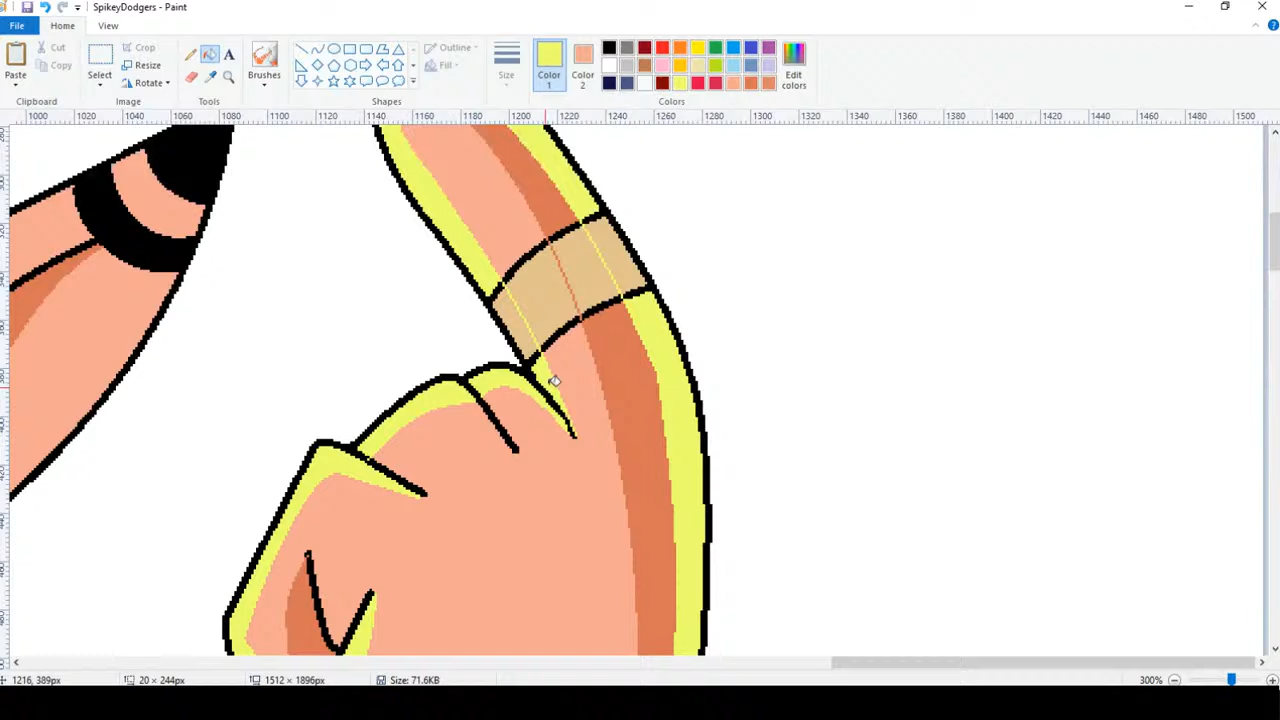 SpikeyDodgers - Paint
File Home View
Paste
Cut
Copy
Clipboard
Select
Crop
Resize
Rotate
Image
A
Tools
Brushes
Outline
Fill
Shapes
Size
Color 1
Color 2
Edit colors
Colors
1000 1020 1040 1060 1080 1100 1120 1140 1160 1180 1200 1220 1240 1260 1280 1300 1320 1340 1360 1380 1400 1420 1440 1460 1480 1500
1216, 389px
20 × 244px
1512 × 1896px
Size: 71.6KB
300%